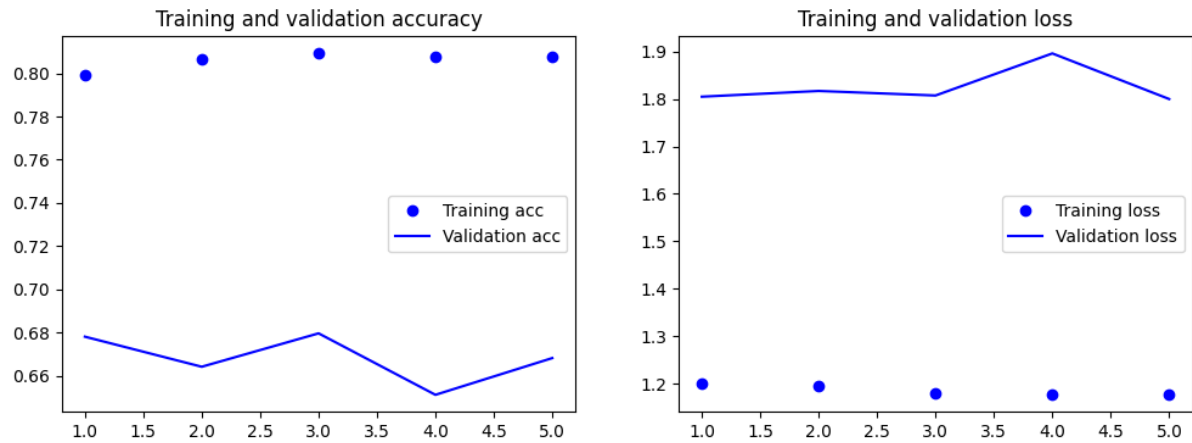 Training and validation accuracy
0.80
0.78
0.76
0.74
0.72
0.70
0.68
0.66
Training acc
Validation acc
1.0 1.5 2.0 2.5 3.0 3.5 4.0 4.5 5.0
Training and validation loss
1.9
1.8
1.7
1.6
1.5
1.4
1.3
1.2
Training loss
Validation loss
1.0 1.5 2.0 2.5 3.0 3.5 4.0 4.5 5.0